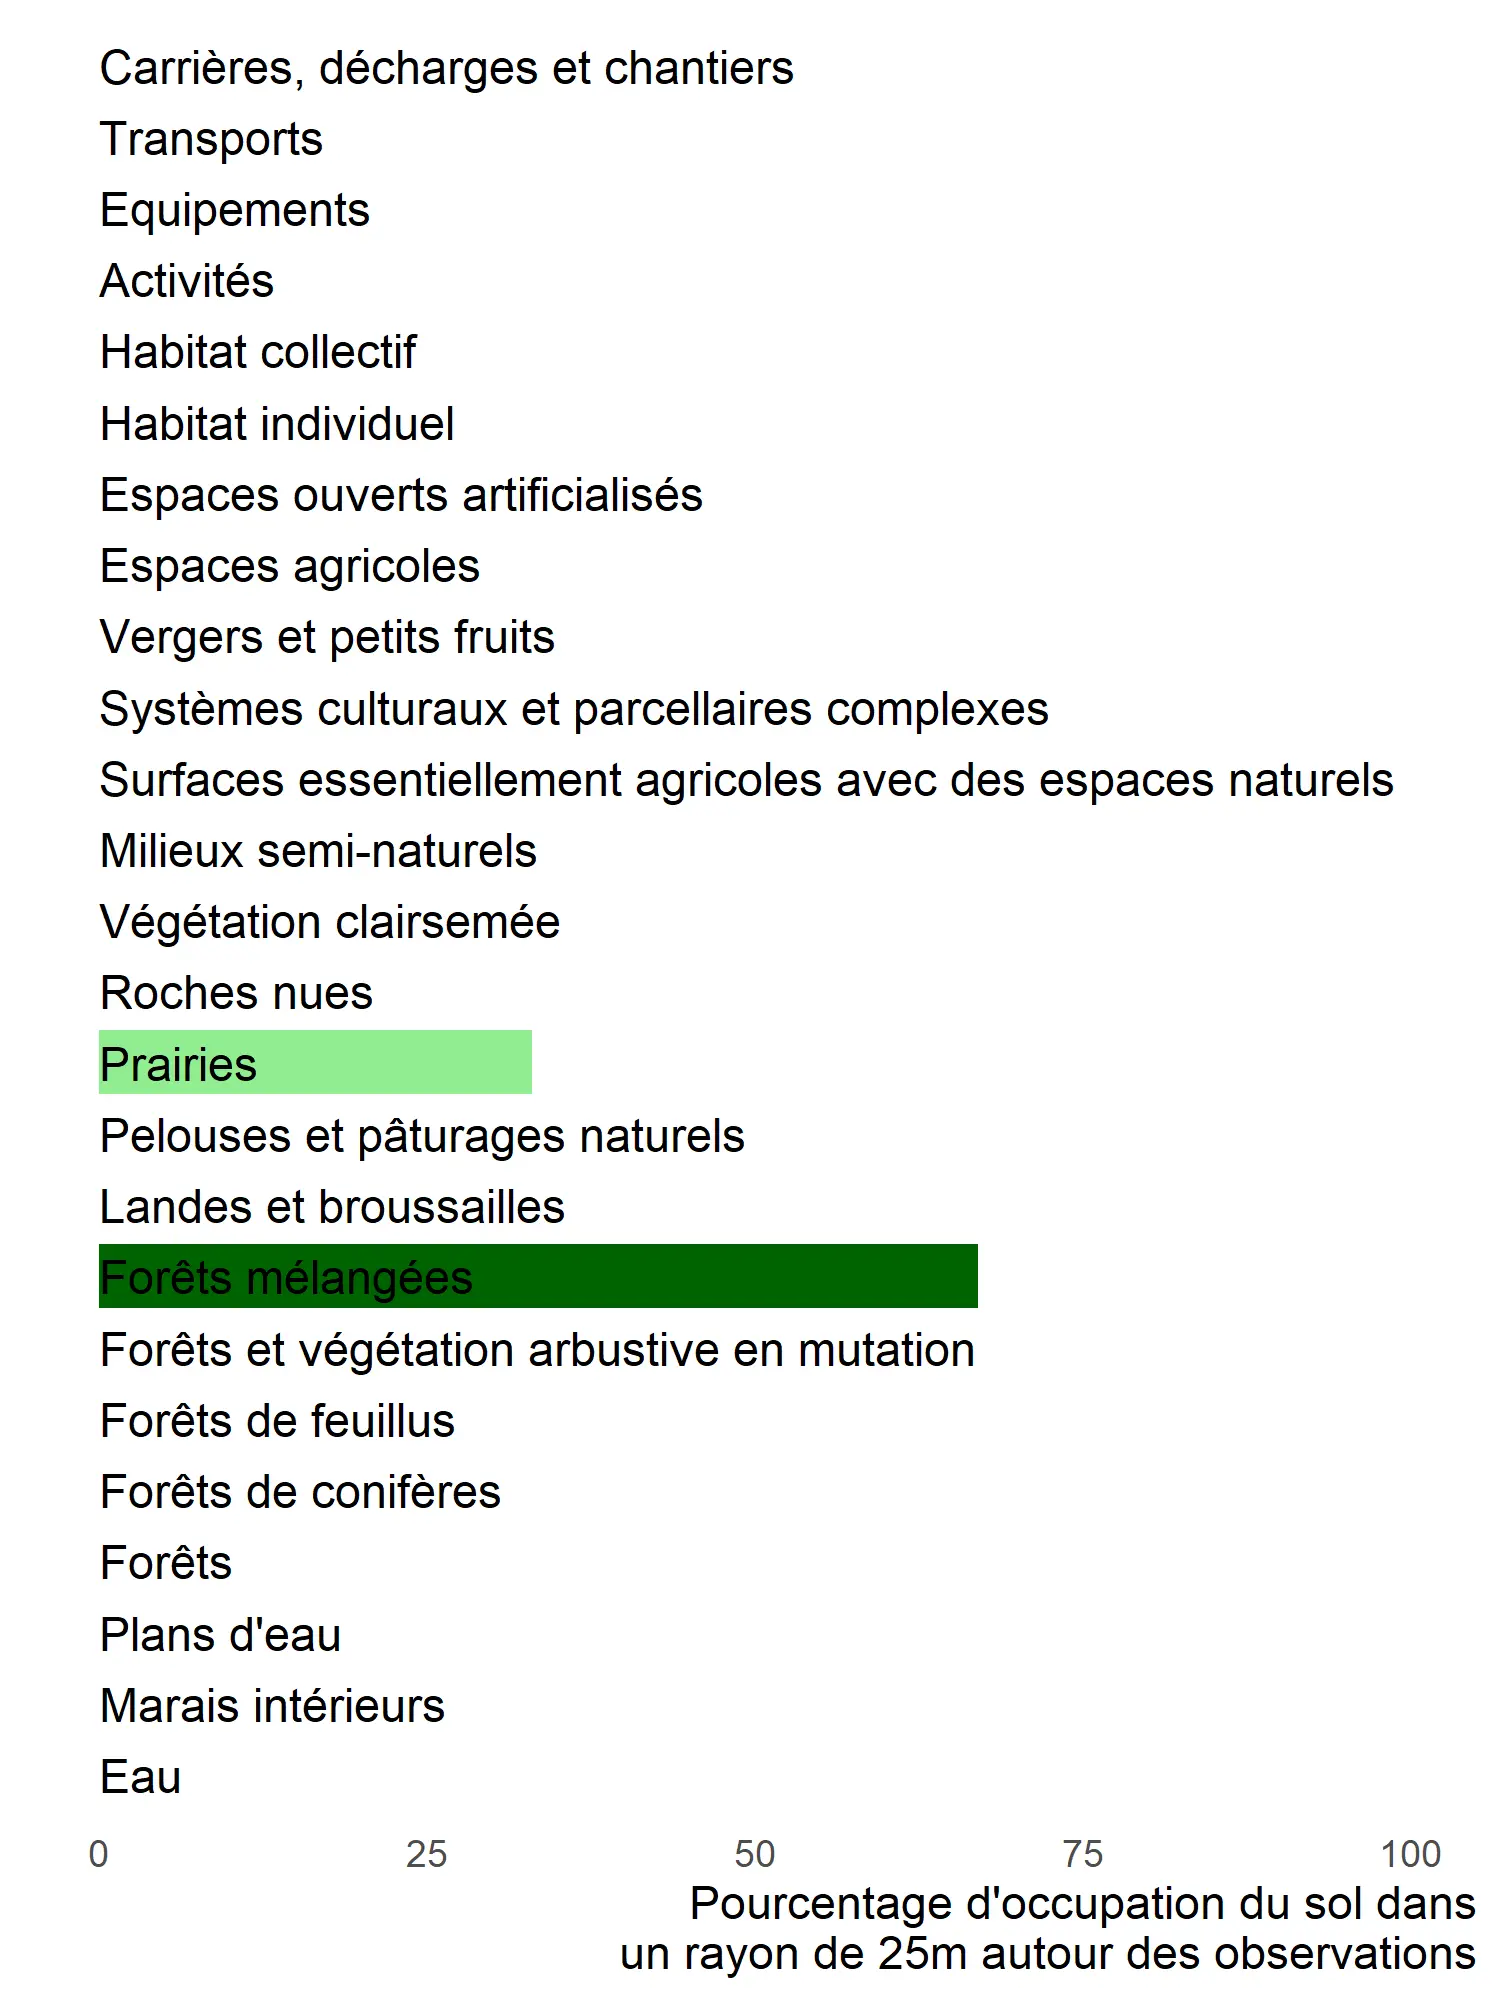 Carrières, décharges et chantiers
Transports
Equipements
Activités
Habitat collectif
Habitat individuel
Espaces ouverts artificialisés
Espaces agricoles
Vergers et petits fruits
Systèmes culturaux et parcellaires complexes
Surfaces essentiellement agricoles avec des espaces naturels
Milieux semi-naturels
Végétation clairsemée
Roches nues
Prairies
Pelouses et pâturages naturels
Landes et broussailles
Forêts mélangées
Forêts et végétation arbustive en mutation
Forêts de feuillus
Forêts de conifères
Forêts
Plans d'eau
Marais intérieurs
Eau
0 25 50 75 100
Pourcentage d'occupation du sol dans
un rayon de 25m autour des observations